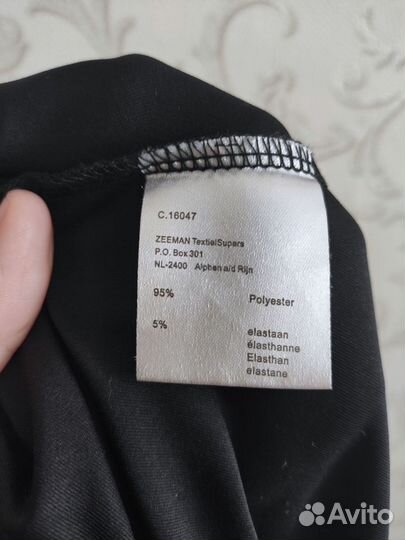 C.16047
ZEEMAN TextielSupers
P.O. Box 301
NL-2400 Alphen a/d Rijn
95% Polyester
5% elastaan
élasthanne
Elasthan
elastane
Avito